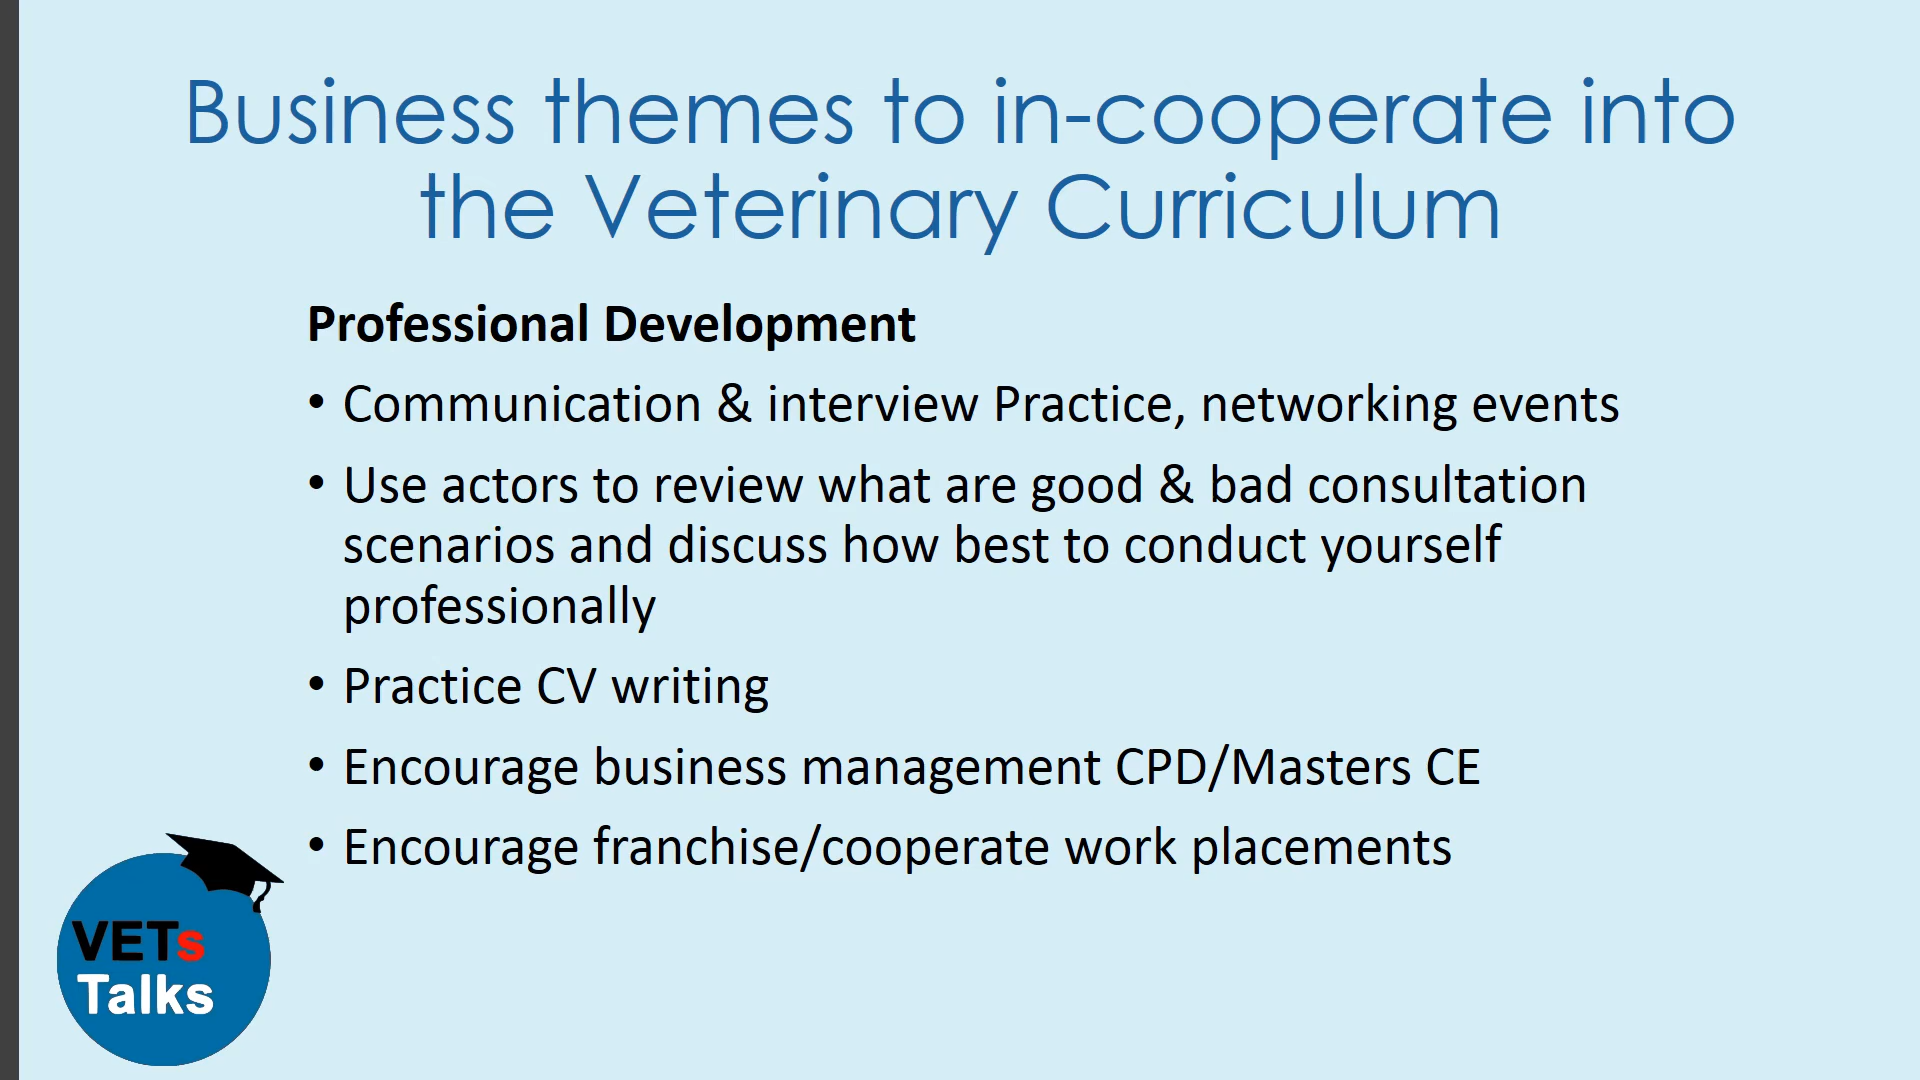 Business themes to in-cooperate into
the Veterinary Curriculum
Professional Development
• Communication & interview Practice, networking events
• Use actors to review what are good & bad consultation
scenarios and discuss how best to conduct yourself
professionally
• Practice CV writing
• Encourage business management CPD/Masters CE
• Encourage franchise/cooperate work placements
VETs
Talks